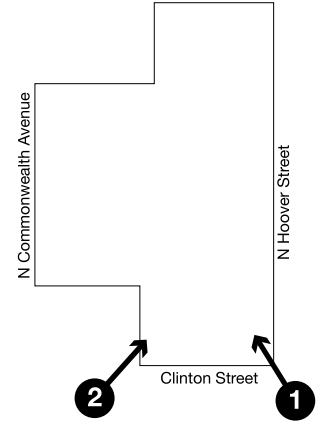 N Commonwealth Avenue
N Hoover Street
Clinton Street
2
1